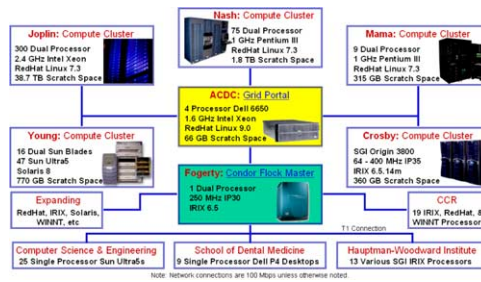 Nash: Compute Cluster
75 Dual Processor
1 GHz Pentium III
RedHat Linux 7.3
1.8 TB Scratch Space
Joplin: Compute Cluster
300 Dual Processor
2.4 GHz Intel Xeon
RedHat Linux 7.3
38.7 TB Scratch Space
Mama: Compute Cluster
9 Dual Processor
1 GHz Pentium III
RedHat Linux 7.3
315 GB Scratch Space
ACDC: Grid Portal
4 Processor Dell 6650
1.6 GHz Intel Xeon
RedHat Linux 9.0
66 GB Scratch Space
Young: Compute Cluster
16 Dual Sun Blades
47 Sun Ultra5
Solaris 8
770 GB Scratch Space
Crosby: Compute Cluster
SGI Origin 3800
64 - 400 MHz IP35
IRIX 6.5.14m
360 GB Scratch Space
Fogerty: Condor Flock Master
1 Dual Processor
250 MHz IP30
IRIX 6.5
Expanding
RedHat, IRIX, Solaris,
WINNT, etc
CCR
19 IRIX, RedHat, &
WINNT Processor
T1 Connection
Computer Science & Engineering
25 Single Processor Sun Ultra5s
School of Dental Medicine
9 Single Processor Dell P4 Desktops
Hauptman-Woodward Institute
13 Various SGI IRIX Processors
Note: Network connections are 100 Mbps unless otherwise noted.